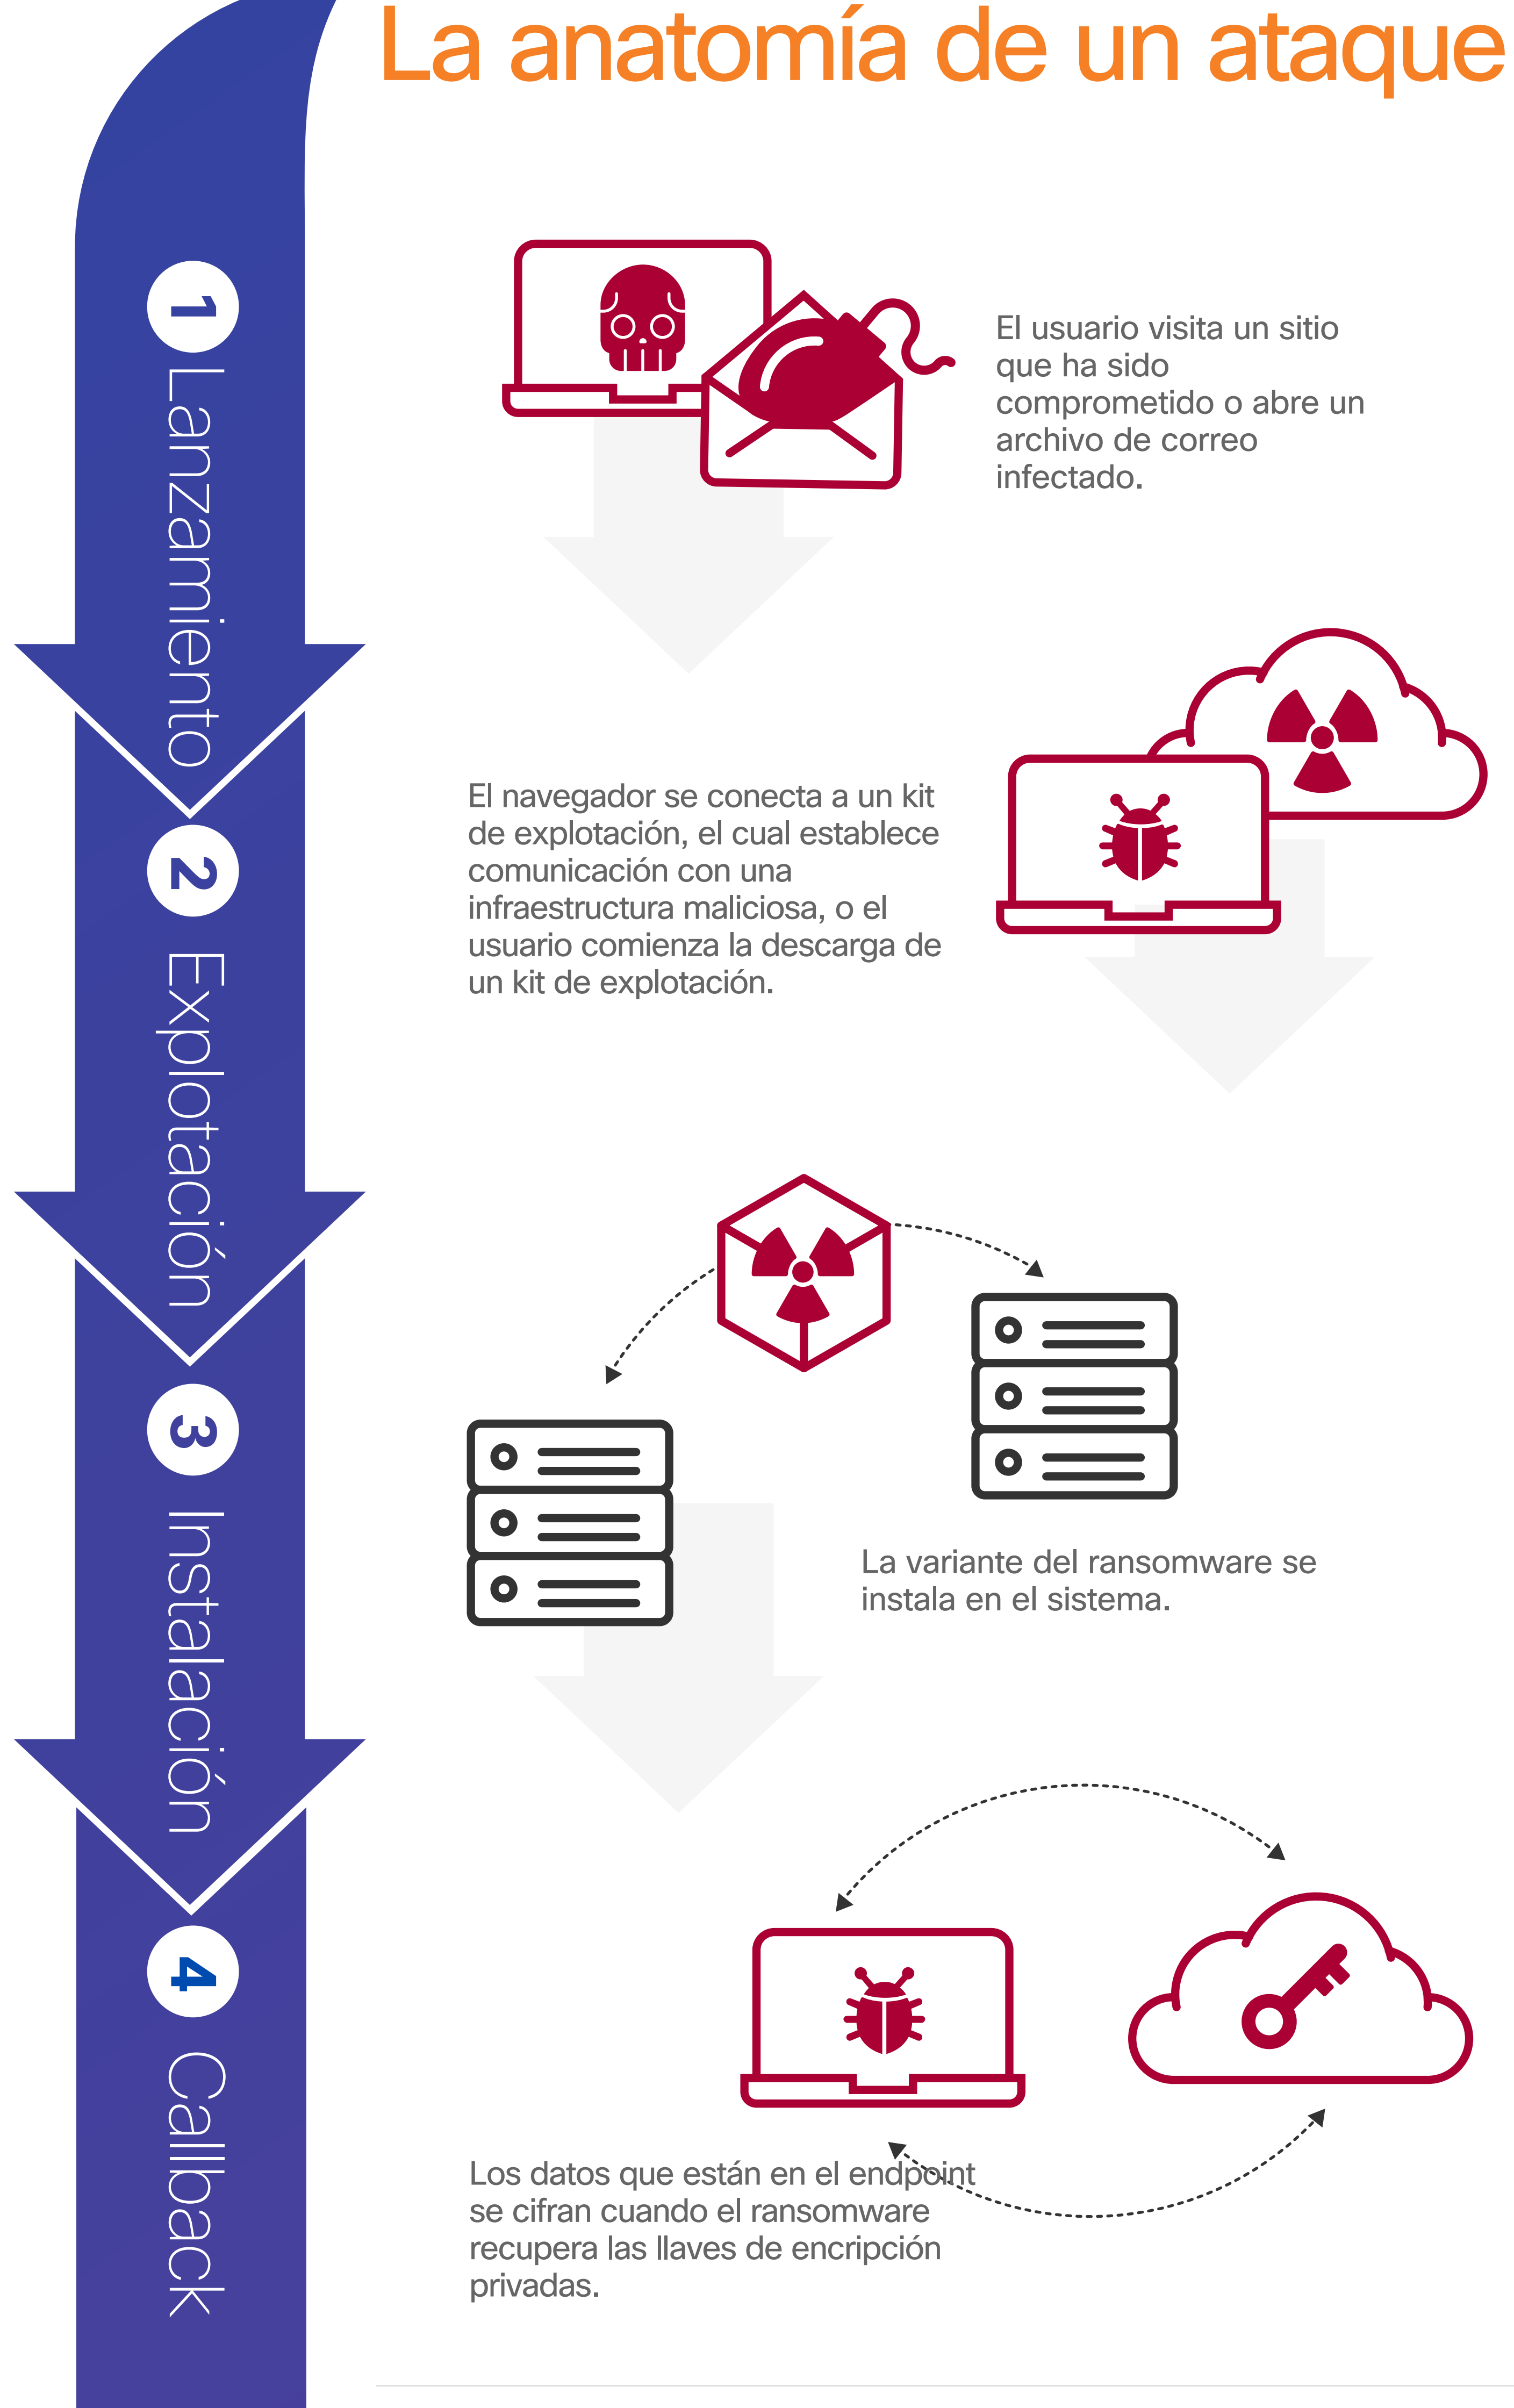 La anatomía de un ataque
1 Lanzamiento
El usuario visita un sitio
que ha sido
comprometido o abre un
archivo de correo
infectado.
2 Explotación
El navegador se conecta a un kit
de explotación, el cual establece
comunicación con una
infraestructura maliciosa, o el
usuario comienza la descarga de
un kit de explotación.
3 Instalación
La variante del ransomware se
instala en el sistema.
4 Callback
Los datos que están en el endpoint
se cifran cuando el ransomware
recupera las llaves de encripción
privadas.